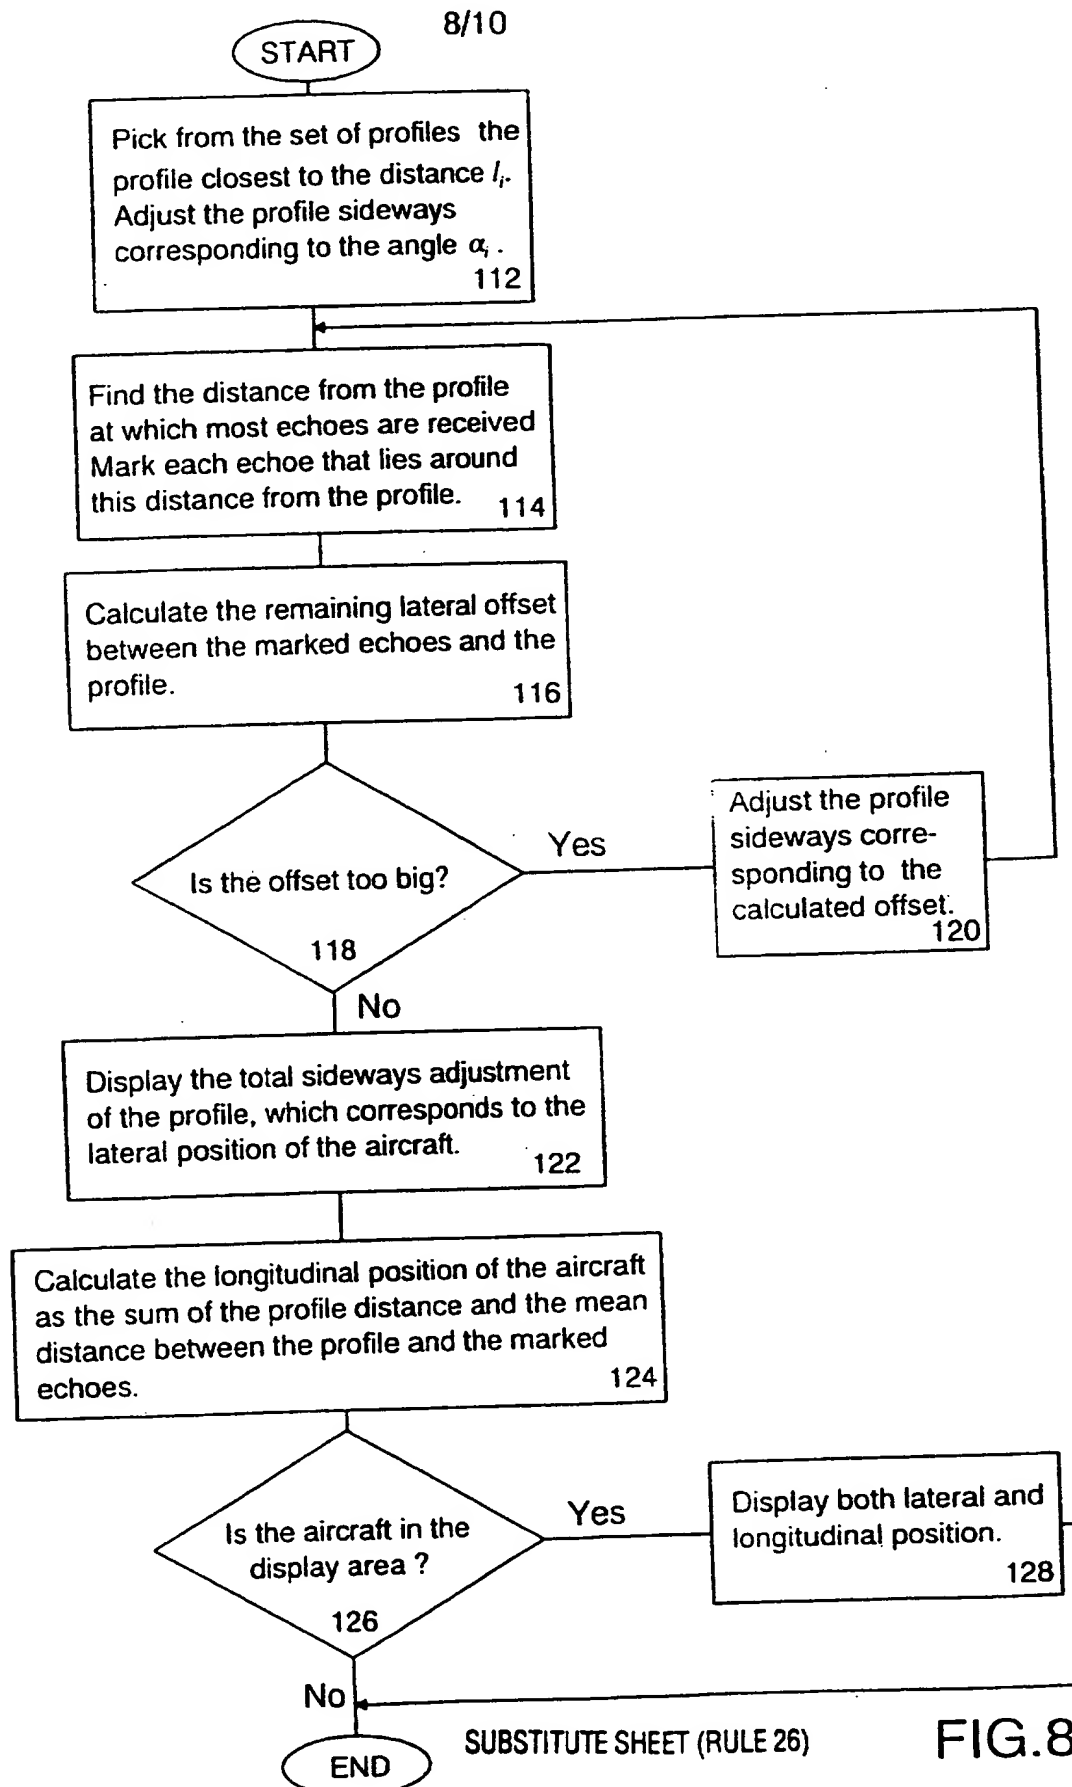 8/10
START
Pick from the set of profiles the
profile closest to the distance lᵢ.
Adjust the profile sideways
corresponding to the angle αᵢ.
112
Find the distance from the profile
at which most echoes are received
Mark each echoe that lies around
this distance from the profile.
114
Calculate the remaining lateral offset
between the marked echoes and the
profile.
116
Is the offset too big?
118
Yes
Adjust the profile
sideways corre-
sponding to the
calculated offset.
120
No
Display the total sideways adjustment
of the profile, which corresponds to the
lateral position of the aircraft.
122
Calculate the longitudinal position of the aircraft
as the sum of the profile distance and the mean
distance between the profile and the marked
echoes.
124
Is the aircraft in the
display area ?
126
Yes
Display both lateral and
longitudinal position.
128
No
END
SUBSTITUTE SHEET (RULE 26)
FIG.8